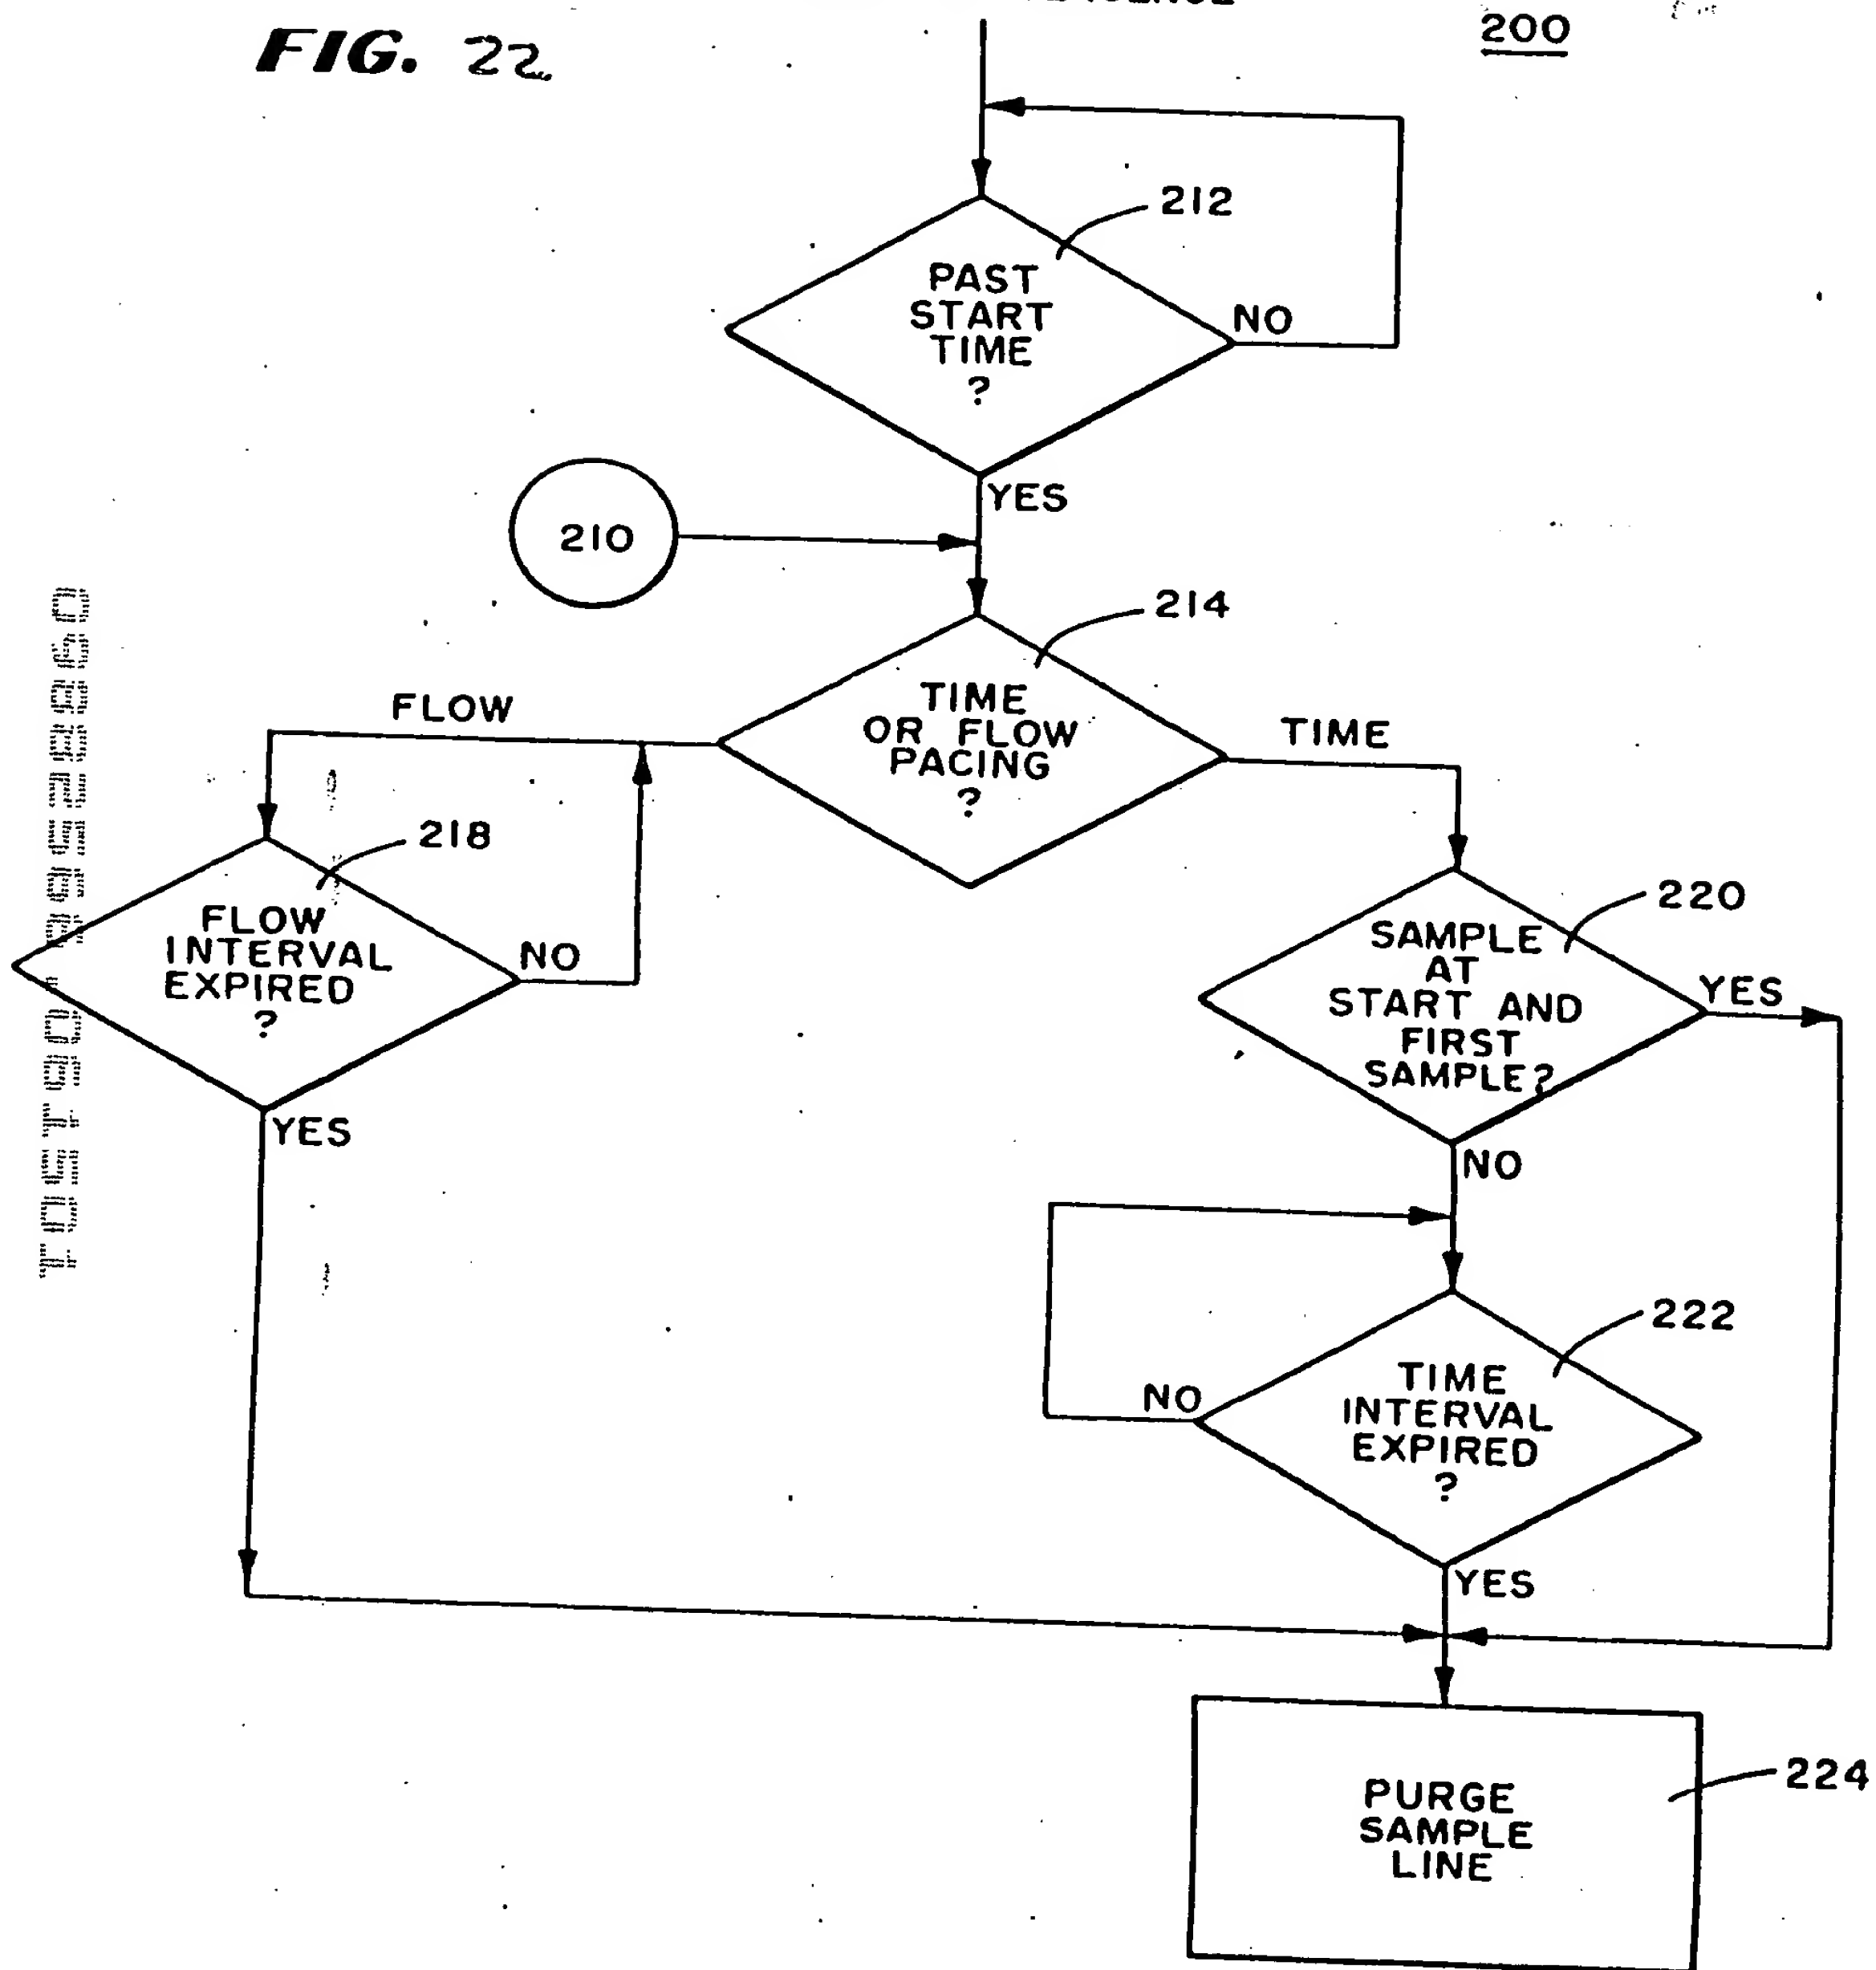 FIG. 22
200
212
PAST
START
TIME
?
NO
YES
210
214
TIME
OR FLOW
PACING
?
FLOW
TIME
218
FLOW
INTERVAL
EXPIRED
?
NO
YES
220
SAMPLE
AT
START AND
FIRST
SAMPLE?
YES
NO
222
TIME
INTERVAL
EXPIRED
?
NO
YES
224
PURGE
SAMPLE
LINE